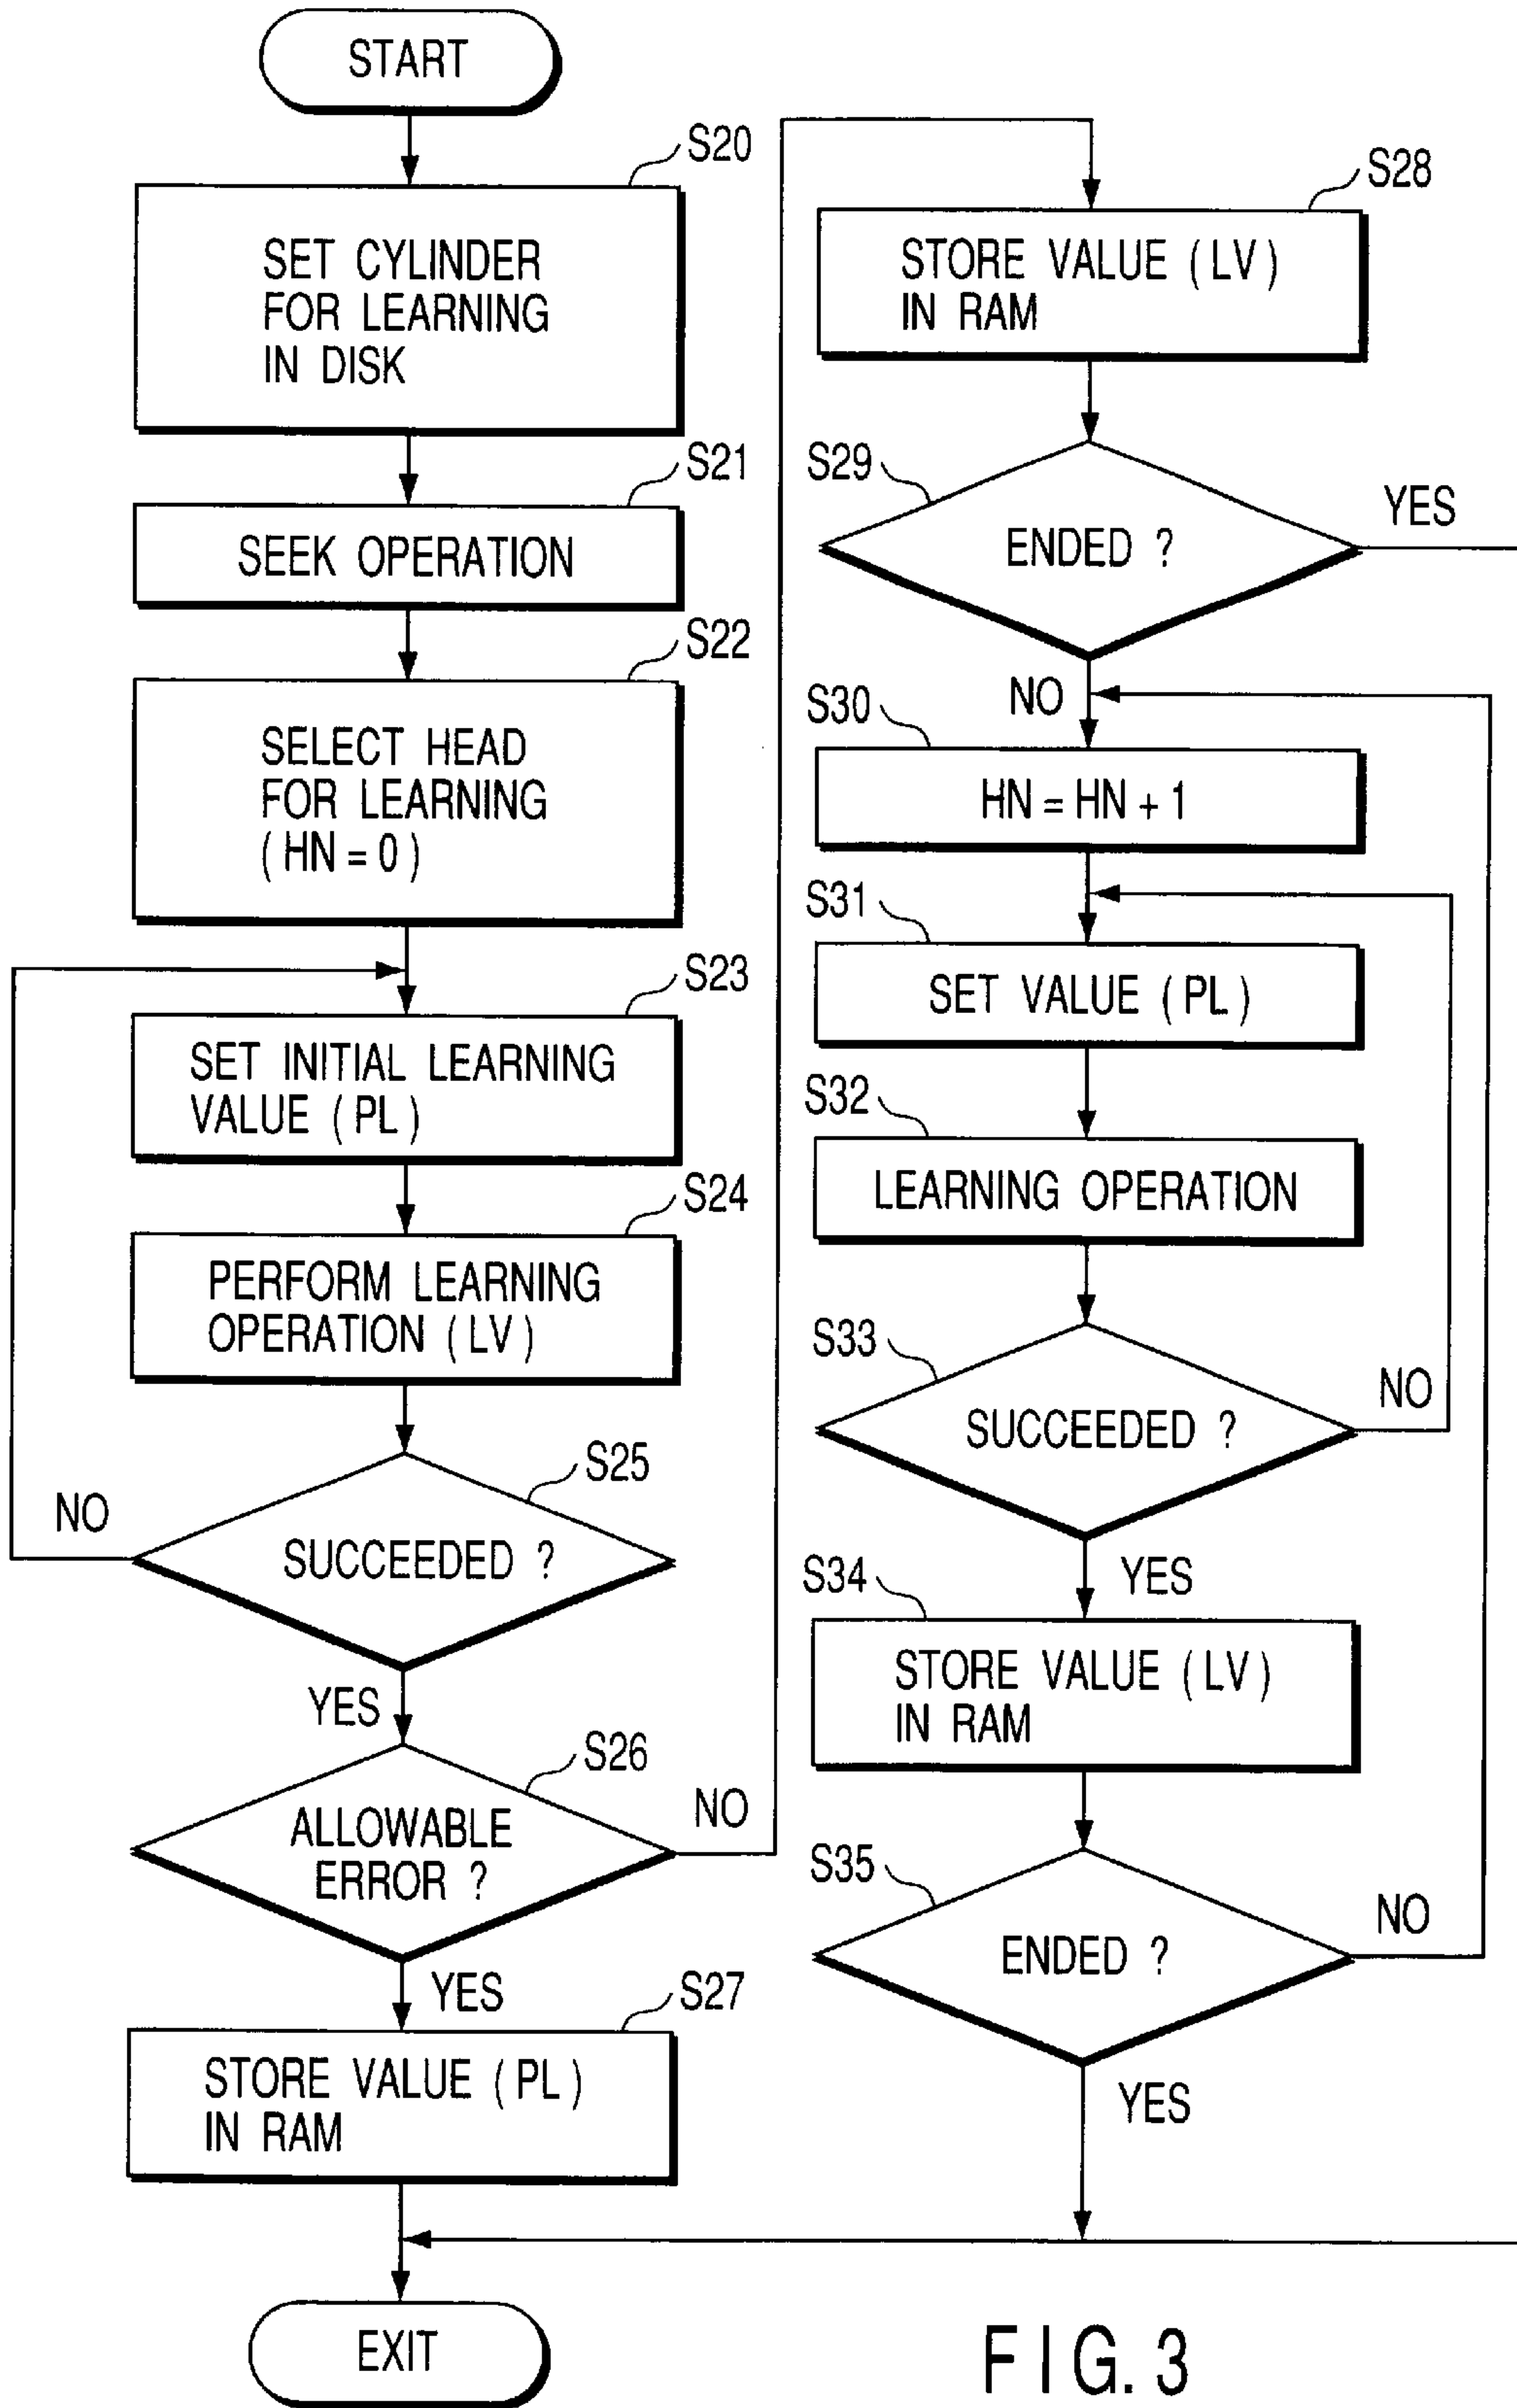 START
S20
SET CYLINDER
FOR LEARNING
IN DISK
S21
SEEK OPERATION
S22
SELECT HEAD
FOR LEARNING
(HN = 0)
S23
SET INITIAL LEARNING
VALUE (PL)
S24
PERFORM LEARNING
OPERATION (LV)
S25
NO
SUCCEEDED ?
YES
S26
ALLOWABLE
ERROR ?
NO
YES
S27
STORE VALUE (PL)
IN RAM
EXIT
S28
STORE VALUE (LV)
IN RAM
S29
YES
ENDED ?
NO
S30
HN = HN + 1
S31
SET VALUE (PL)
S32
LEARNING OPERATION
S33
NO
SUCCEEDED ?
YES
S34
STORE VALUE (LV)
IN RAM
S35
NO
ENDED ?
YES
FIG. 3